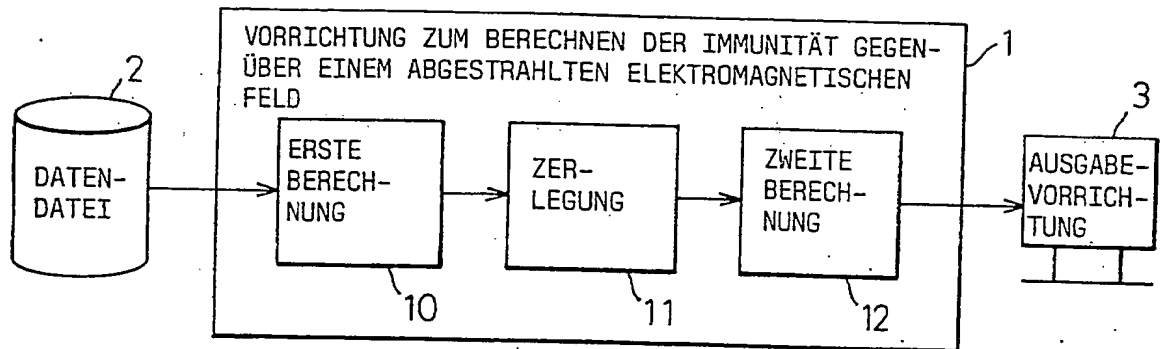 VORRICHTUNG ZUM BERECHNEN DER IMMUNITÄT GEGEN-
ÜBER EINEM ABGESTRAHLTEN ELEKTROMAGNETISCHEN
FELD
1
2
DATEN-
DATEI
ERSTE
BERECH-
NUNG
10
ZER-
LEGUNG
11
ZWEITE
BERECH-
NUNG
12
3
AUSGABE-
VORRICH-
TUNG